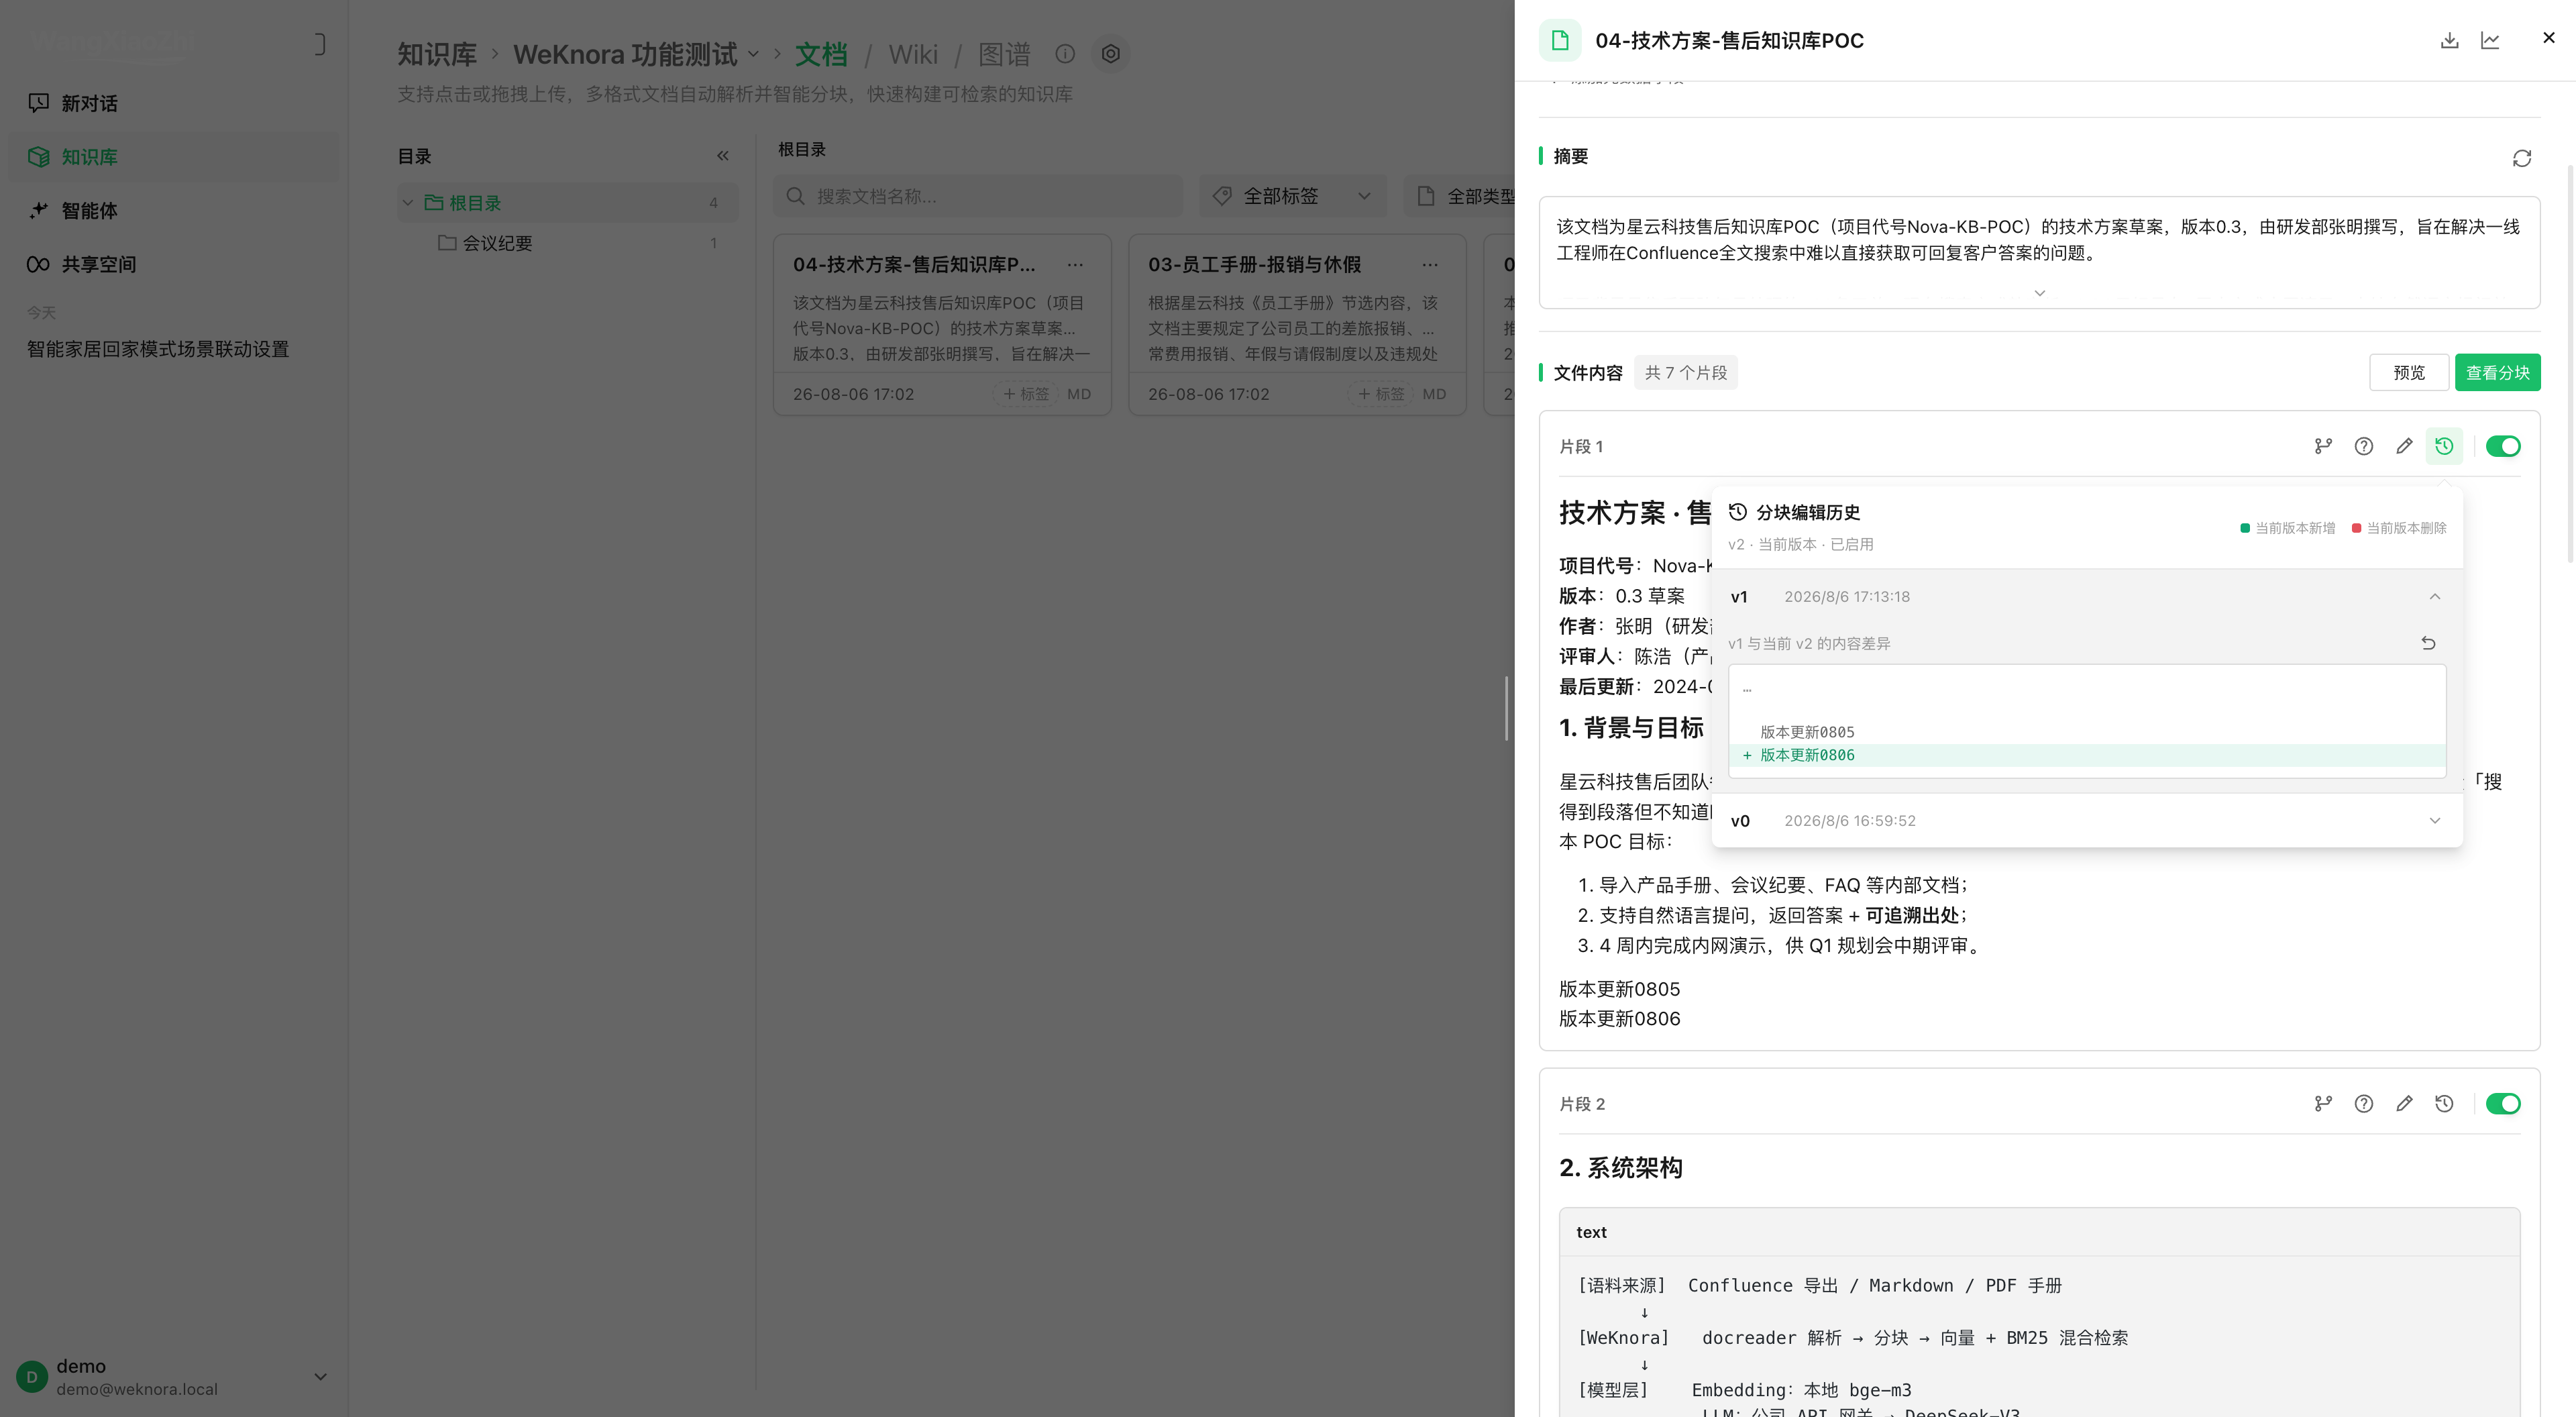 新对话
知识库
智能体
共享空间
今天
智能家居回家模式场景联动设置
D
demo
demo@weknora.local
知识库 > WeKnora 功能测试 > 文档 / Wiki / 图谱
支持点击或拖拽上传，多格式文档自动解析并智能分块，快速构建可检索的知识库
目录
根目录 4
会议纪要 1
根目录
搜索文档名称...
全部标签
全部类型
04-技术方案-售后知识库P...
该文档为星云科技售后知识库POC（项目
代号Nova-KB-POC）的技术方案草案...
版本0.3，由研发部张明撰写，旨在解决一
26-08-06 17:02 + 标签 MD
03-员工手册-报销与休假
根据星云科技《员工手册》节选内容，该
文档主要规定了公司员工的差旅报销、...
常费用报销、年假与请假制度以及违规处
26-08-06 17:02 + 标签 MD
04-技术方案-售后知识库POC
摘要
该文档为星云科技售后知识库POC（项目代号Nova-KB-POC）的技术方案草案，版本0.3，由研发部张明撰写，旨在解决一线
工程师在Confluence全文搜索中难以直接获取可回复客户答案的问题。
文件内容 共 7 个片段 预览 查看分块
片段 1
技术方案 · 售
项目代号：Nova-K
版本：0.3 草案
作者：张明（研发
评审人：陈浩（产
最后更新：2024-0
1. 背景与目标
星云科技售后团队
「搜
得到段落但不知道
本 POC 目标：
分块编辑历史
v2 · 当前版本 · 已启用
当前版本新增 当前版本删除
v1 2026/8/6 17:13:18
v1 与当前 v2 的内容差异
…
版本更新0805
+ 版本更新0806
v0 2026/8/6 16:59:52
1. 导入产品手册、会议纪要、FAQ 等内部文档；
2. 支持自然语言提问，返回答案 + 可追溯出处；
3. 4 周内完成内网演示，供 Q1 规划会中期评审。
版本更新0805
版本更新0806
片段 2
2. 系统架构
text
[语料来源] Confluence 导出 / Markdown / PDF 手册
↓
[WeKnora] docreader 解析 → 分块 → 向量 + BM25 混合检索
↓
[模型层] Embedding：本地 bge-m3
LLM：公司 API 网关 → DeepSeek-V3